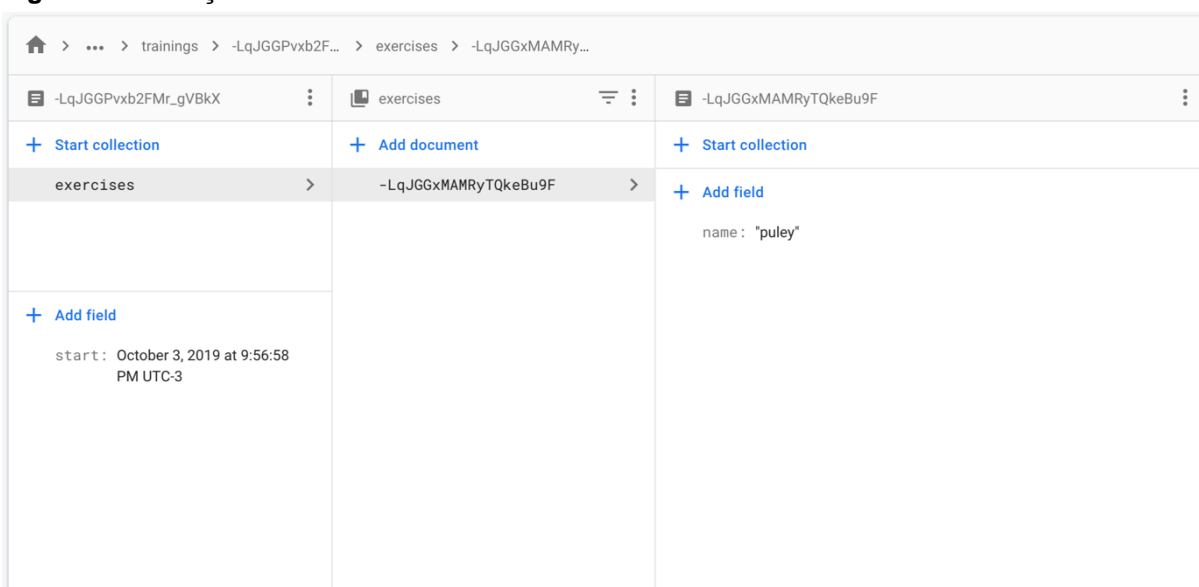 trainings > -LqJGGPvxb2F… > exercises > -LqJGGxMAMRy…
-LqJGGPvxb2FMr_gVBkX
exercises
-LqJGGxMAMRyTQkeBu9F
+ Start collection
+ Add document
+ Start collection
exercises
-LqJGGxMAMRyTQkeBu9F
+ Add field
name: "puley"
+ Add field
start: October 3, 2019 at 9:56:58
PM UTC-3